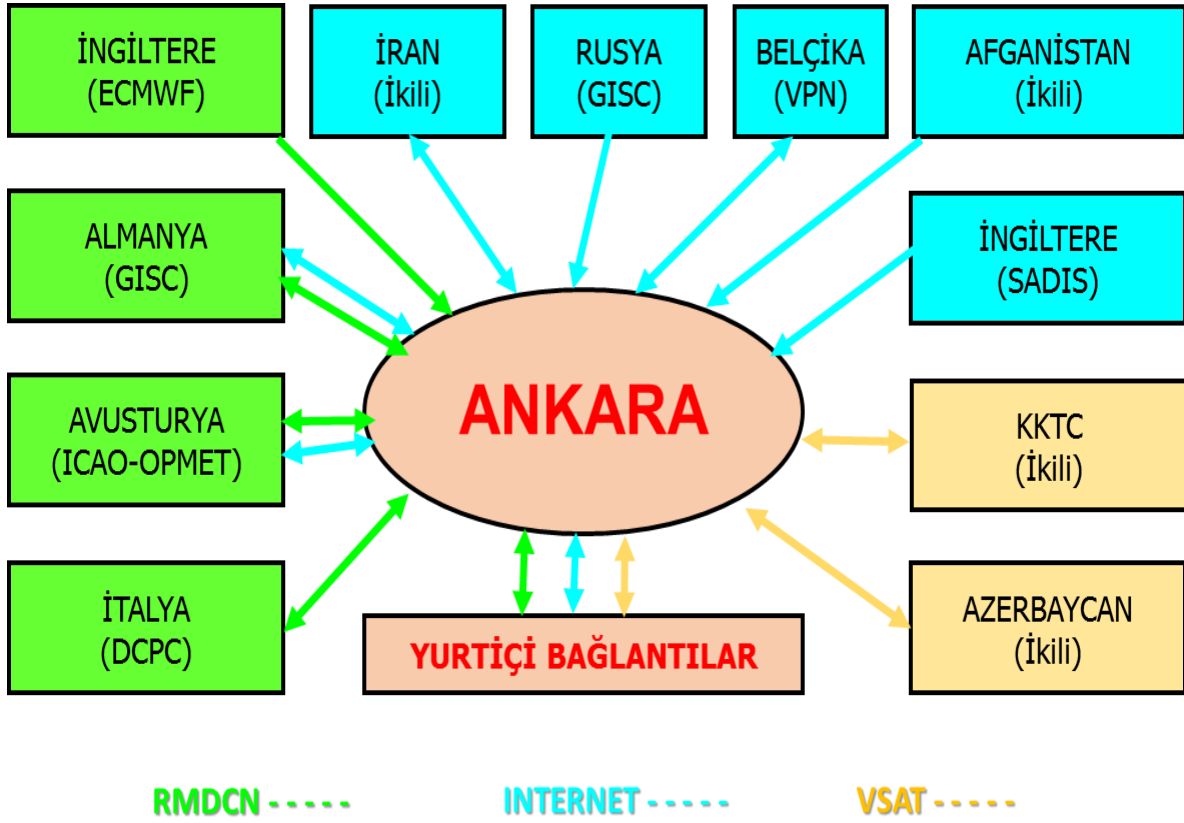 İNGİLTERE
(ECMWF)
İRAN
(İkili)
RUSYA
(GISC)
BELÇİKA
(VPN)
AFGANİSTAN
(İkili)
ALMANYA
(GISC)
İNGİLTERE
(SADIS)
ANKARA
AVUSTURYA
(ICAO-OPMET)
KKTC
(İkili)
İTALYA
(DCPC)
YURTİÇİ BAĞLANTILAR
AZERBAYCAN
(İkili)
RMDCN - - - - -
INTERNET - - - - -
VSAT - - - - -